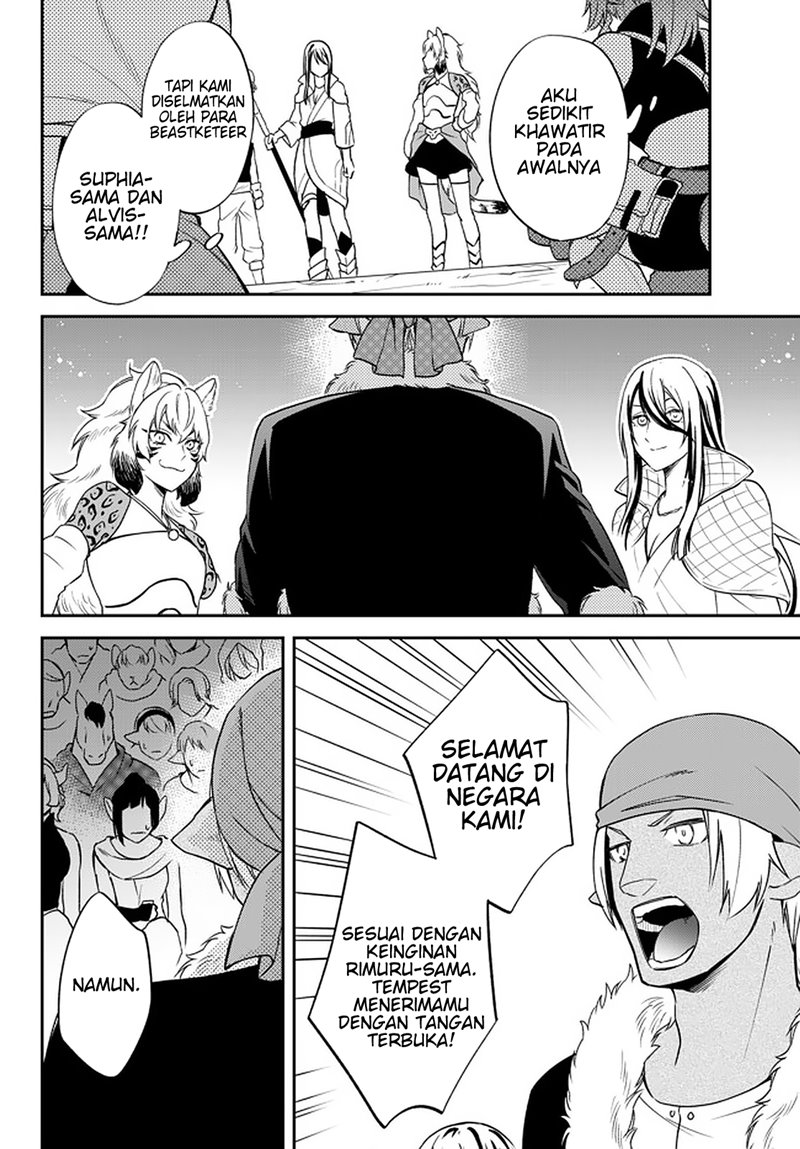 AKU
SEDIKIT
KHAWATIR
PADA
AWALNYA
TAPI KAMI
DISELMATKAN
OLEH PARA
BEASTKETEER
SUPHIA-
SAMA DAN
ALVIS-
SAMA!!
SELAMAT
DATANG DI
NEGARA
KAMI!
SESUAI DENGAN
KEINGINAN
RIMURU-SAMA.
TEMPEST
MENERIMAMU
DENGAN TANGAN
TERBUKA!
NAMUN.